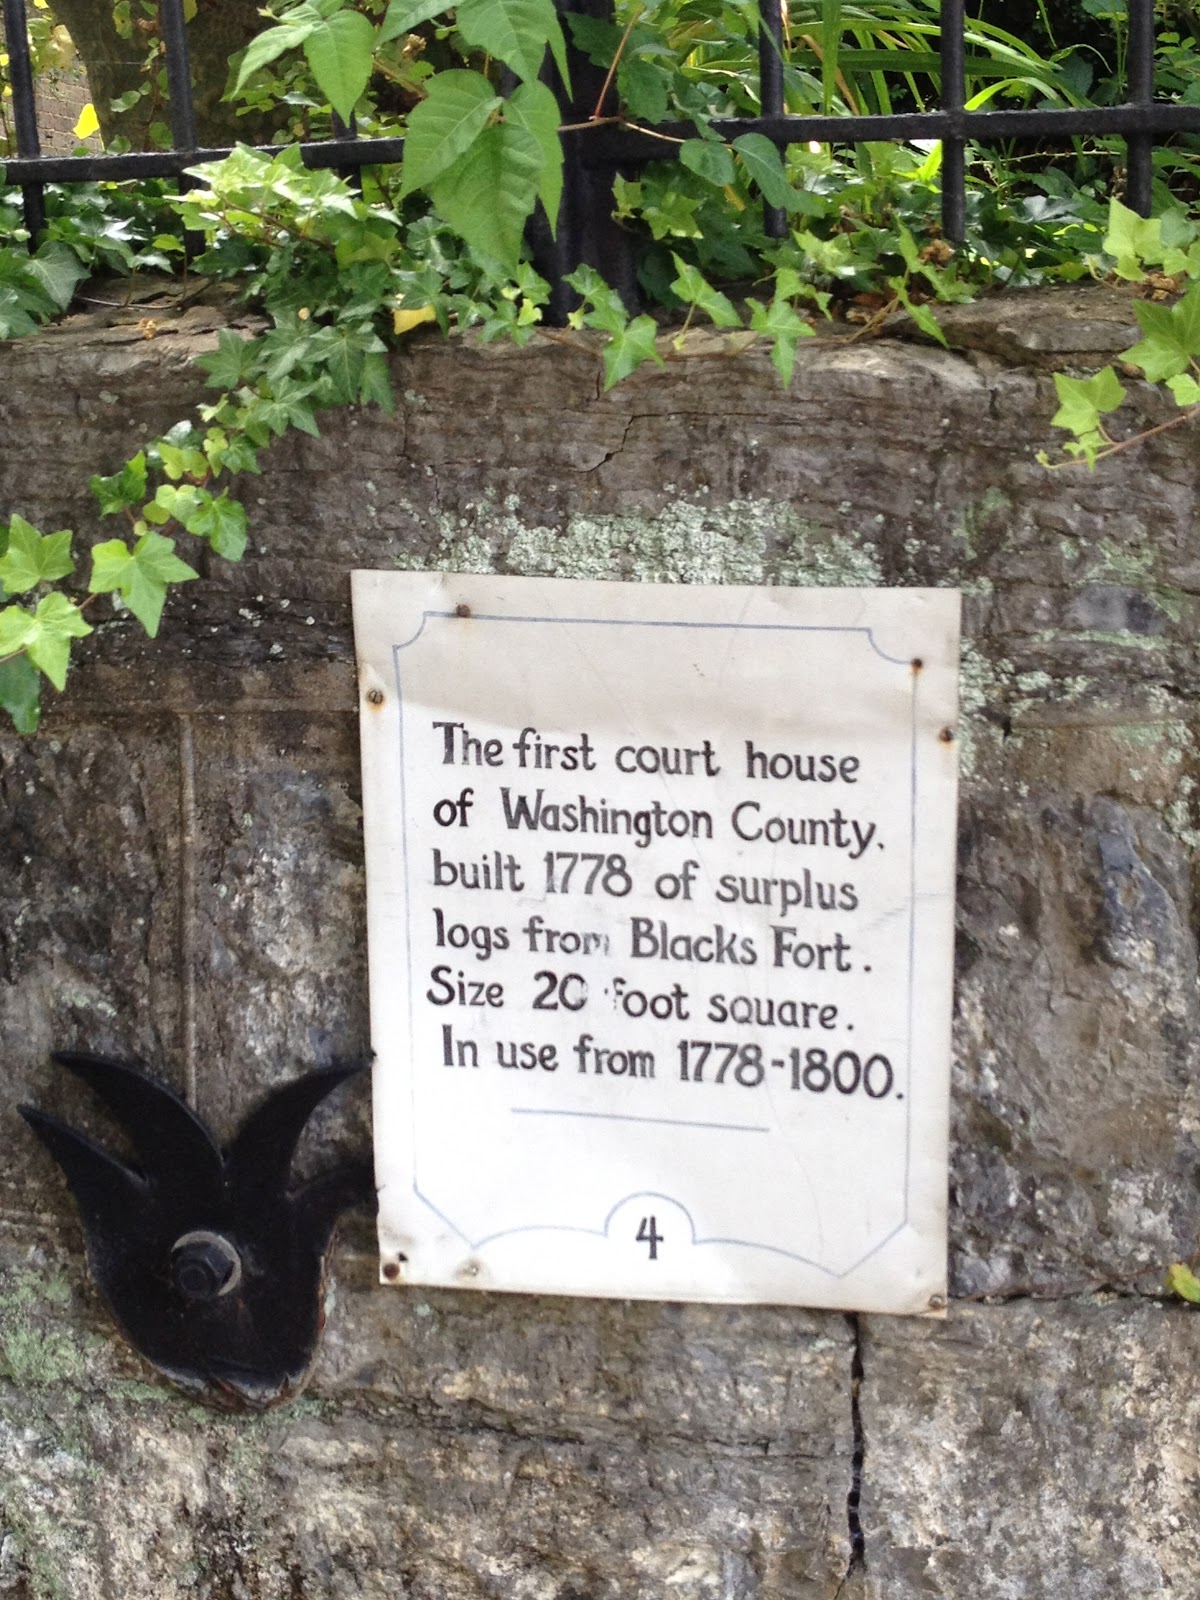 The first court house
of Washington County.
built 1778 of surplus
logs from Blacks Fort.
Size 20 foot square.
In use from 1778-1800.
4